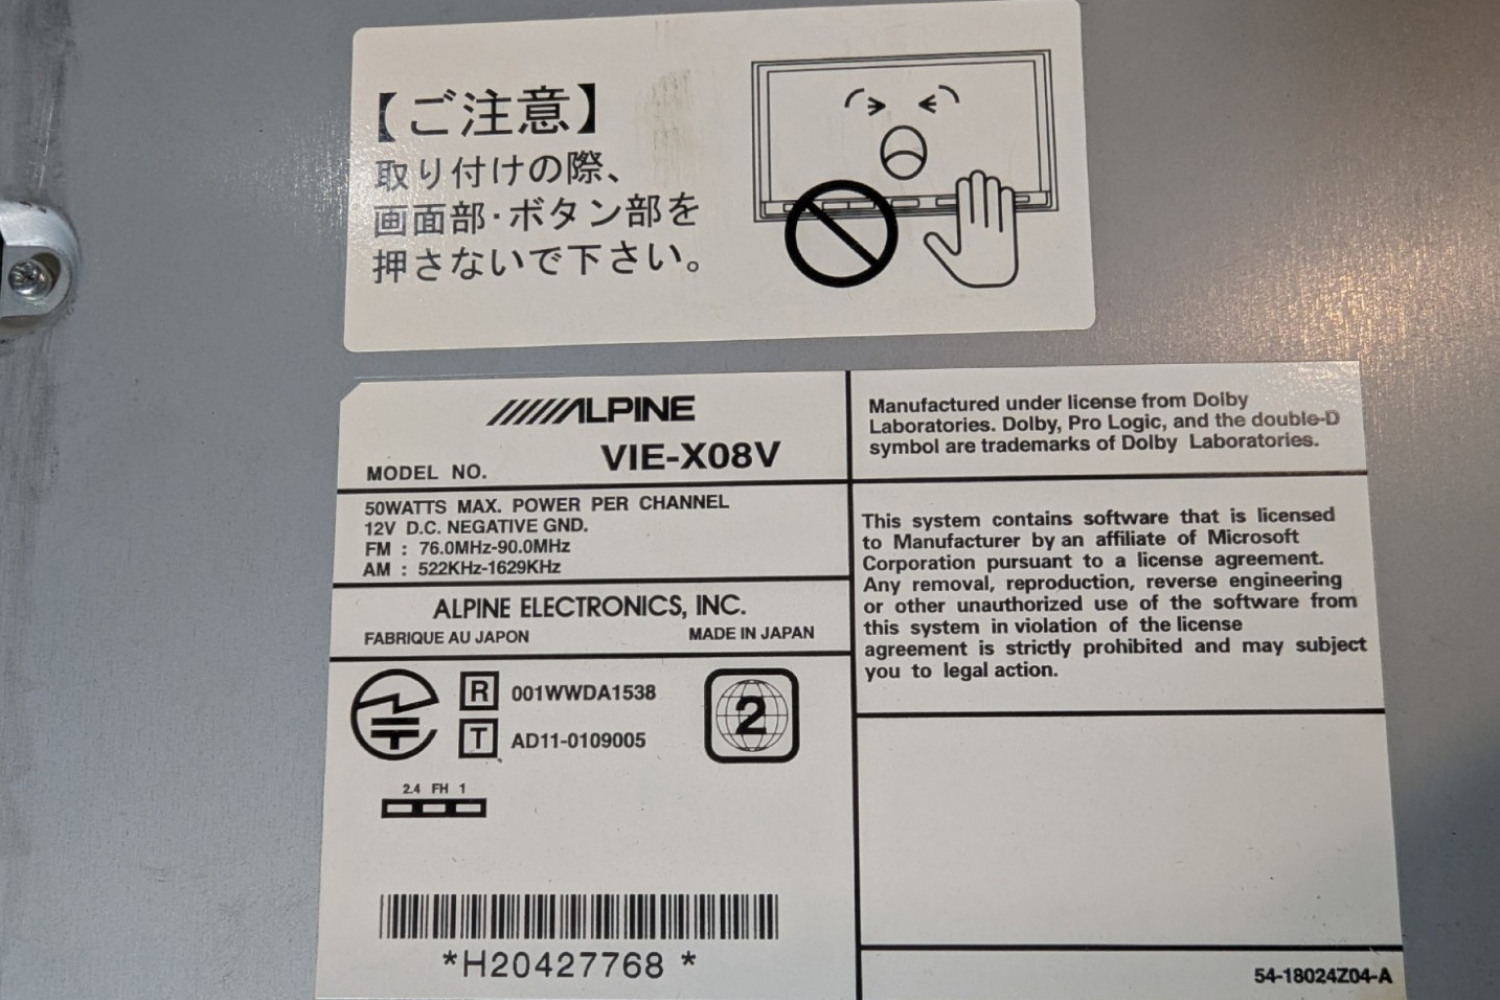 【ご注意】
取り付けの際、
画面部・ボタン部を
押さないで下さい。
ALPINE
MODEL NO. VIE-X08V
50WATTS MAX. POWER PER CHANNEL
12V D.C. NEGATIVE GND.
FM : 76.0MHz-90.0MHz
AM : 522KHz-1629KHz
ALPINE ELECTRONICS, INC.
FABRIQUE AU JAPON MADE IN JAPAN
R 001WWDA1538
T AD11-0109005
2
2.4 FH 1
*H20427768 *
Manufactured under license from Dolby
Laboratories. Dolby, Pro Logic, and the double-D
symbol are trademarks of Dolby Laboratories.
This system contains software that is licensed
to Manufacturer by an affiliate of Microsoft
Corporation pursuant to a license agreement.
Any removal, reproduction, reverse engineering
or other unauthorized use of the software from
this system in violation of the license
agreement is strictly prohibited and may subject
you to legal action.
54-18024Z04-A